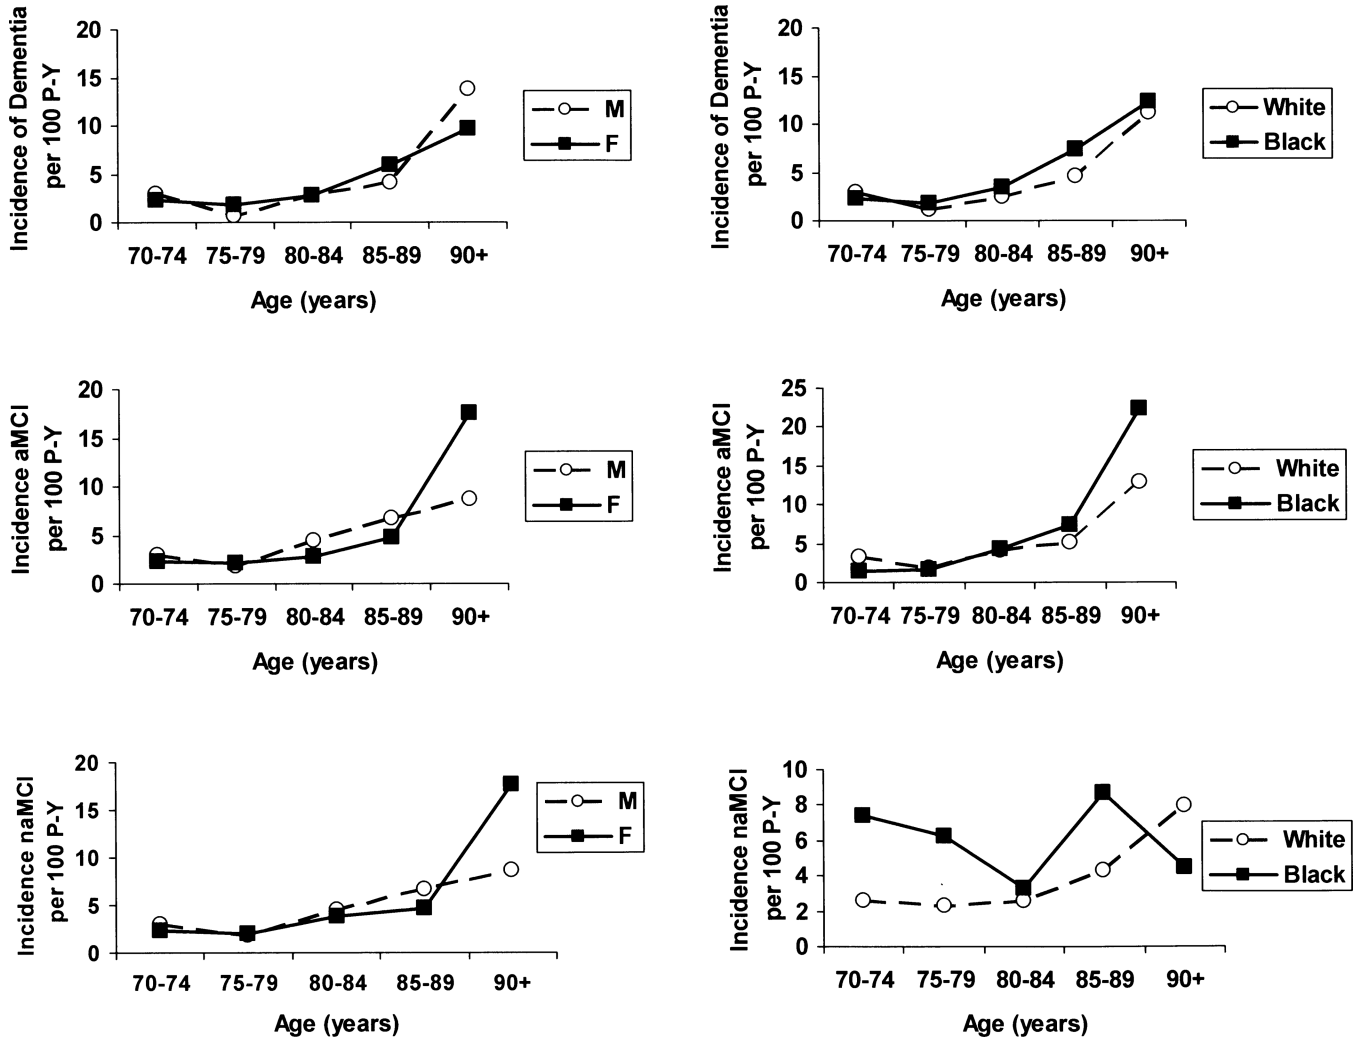 Incidence of Dementia
per 100 P-Y
20
15
10
5
0
70-74 75-79 80-84 85-89 90+
Age (years)
M
F
Incidence of Dementia
per 100 P-Y
20
15
10
5
0
70-74 75-79 80-84 85-89 90+
Age (years)
White
Black
Incidence aMCI
per 100 P-Y
20
15
10
5
0
70-74 75-79 80-84 85-89 90+
Age (years)
M
F
Incidence aMCI
per 100 P-Y
25
20
15
10
5
0
70-74 75-79 80-84 85-89 90+
Age (years)
White
Black
Incidence naMCI
per 100 P-Y
20
15
10
5
0
70-74 75-79 80-84 85-89 90+
Age (years)
M
F
Incidence naMCI
per 100 P-Y
10
8
6
4
2
0
70-74 75-79 80-84 85-89 90+
Age (years)
White
Black